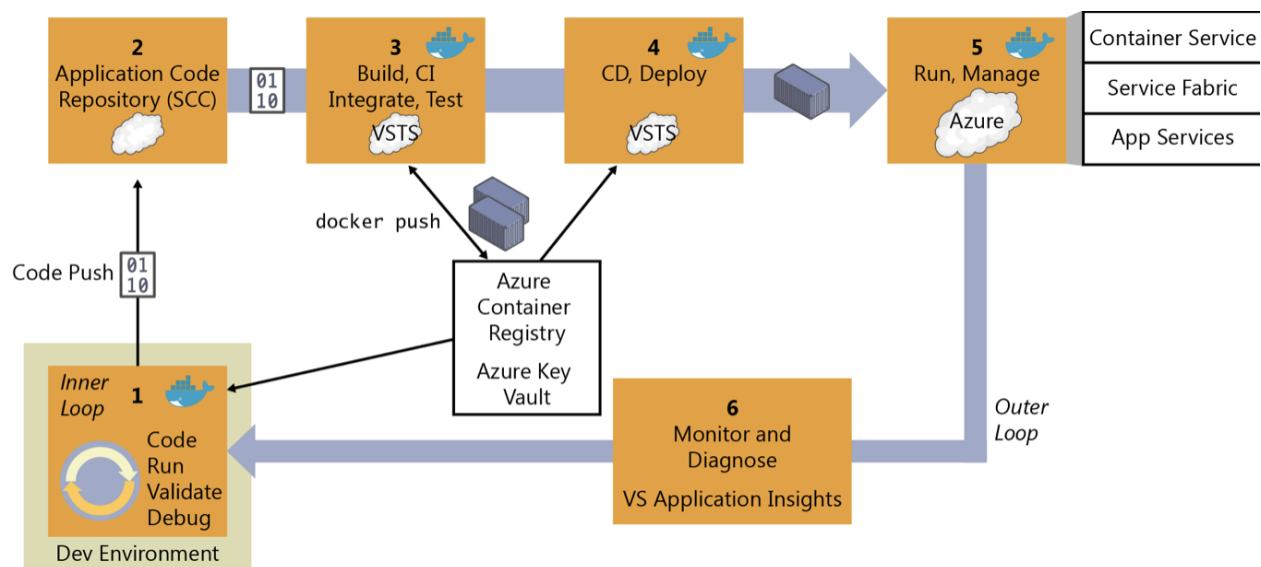 2
Application Code
Repository (SCC)
01
10
3
Build, CI
Integrate, Test
VSTS
4
CD, Deploy
VSTS
5
Run, Manage
Azure
Container Service
Service Fabric
App Services
docker push
Code Push
01
10
Azure
Container
Registry
Azure Key
Vault
Inner
Loop
1
Code
Run
Validate
Debug
Dev Environment
6
Monitor and
Diagnose
VS Application Insights
Outer
Loop